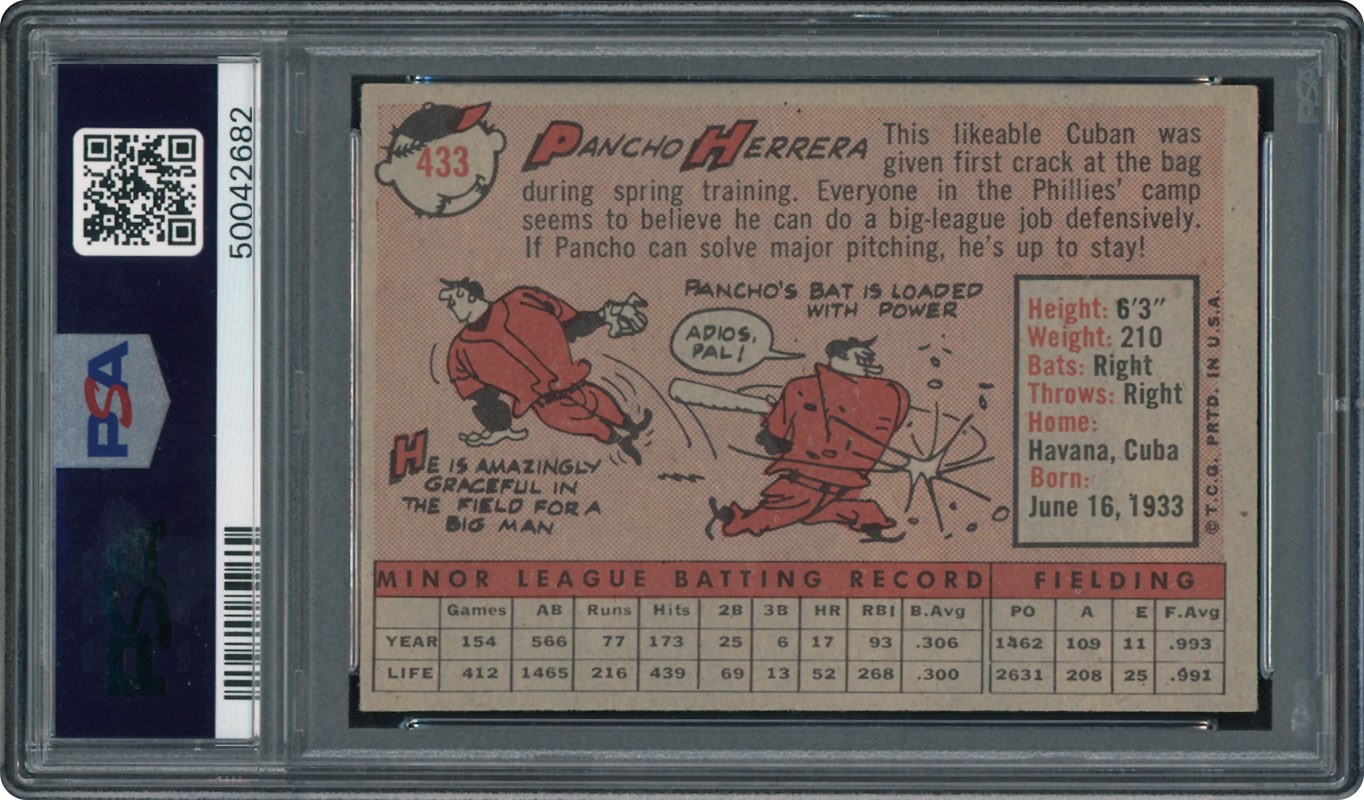 PSA
50042682
PSA
433
PANCHO HERRERA
This likeable Cuban was
given first crack at the bag
during spring training. Everyone in the Phillies' camp
seems to believe he can do a big-league job defensively.
If Pancho can solve major pitching, he's up to stay!
HE IS AMAZINGLY
GRACEFUL IN
THE FIELD FOR A
BIG MAN
PANCHO'S BAT IS LOADED
WITH POWER
ADIOS,
PAL!
Height: 6'3"
Weight: 210
Bats: Right
Throws: Right
Home:
Havana, Cuba
Born:
June 16, 1933
© T.C.G. PRTD. IN U.S.A.
MINOR LEAGUE BATTING RECORD FIELDING
Games AB Runs Hits 2B 3B HR RBI B.Avg PO A E F.Avg
YEAR 154 566 77 173 25 6 17 93 .306 1462 109 11 .993
LIFE 412 1465 216 439 69 13 52 268 .300 2631 208 25 .991
PSA